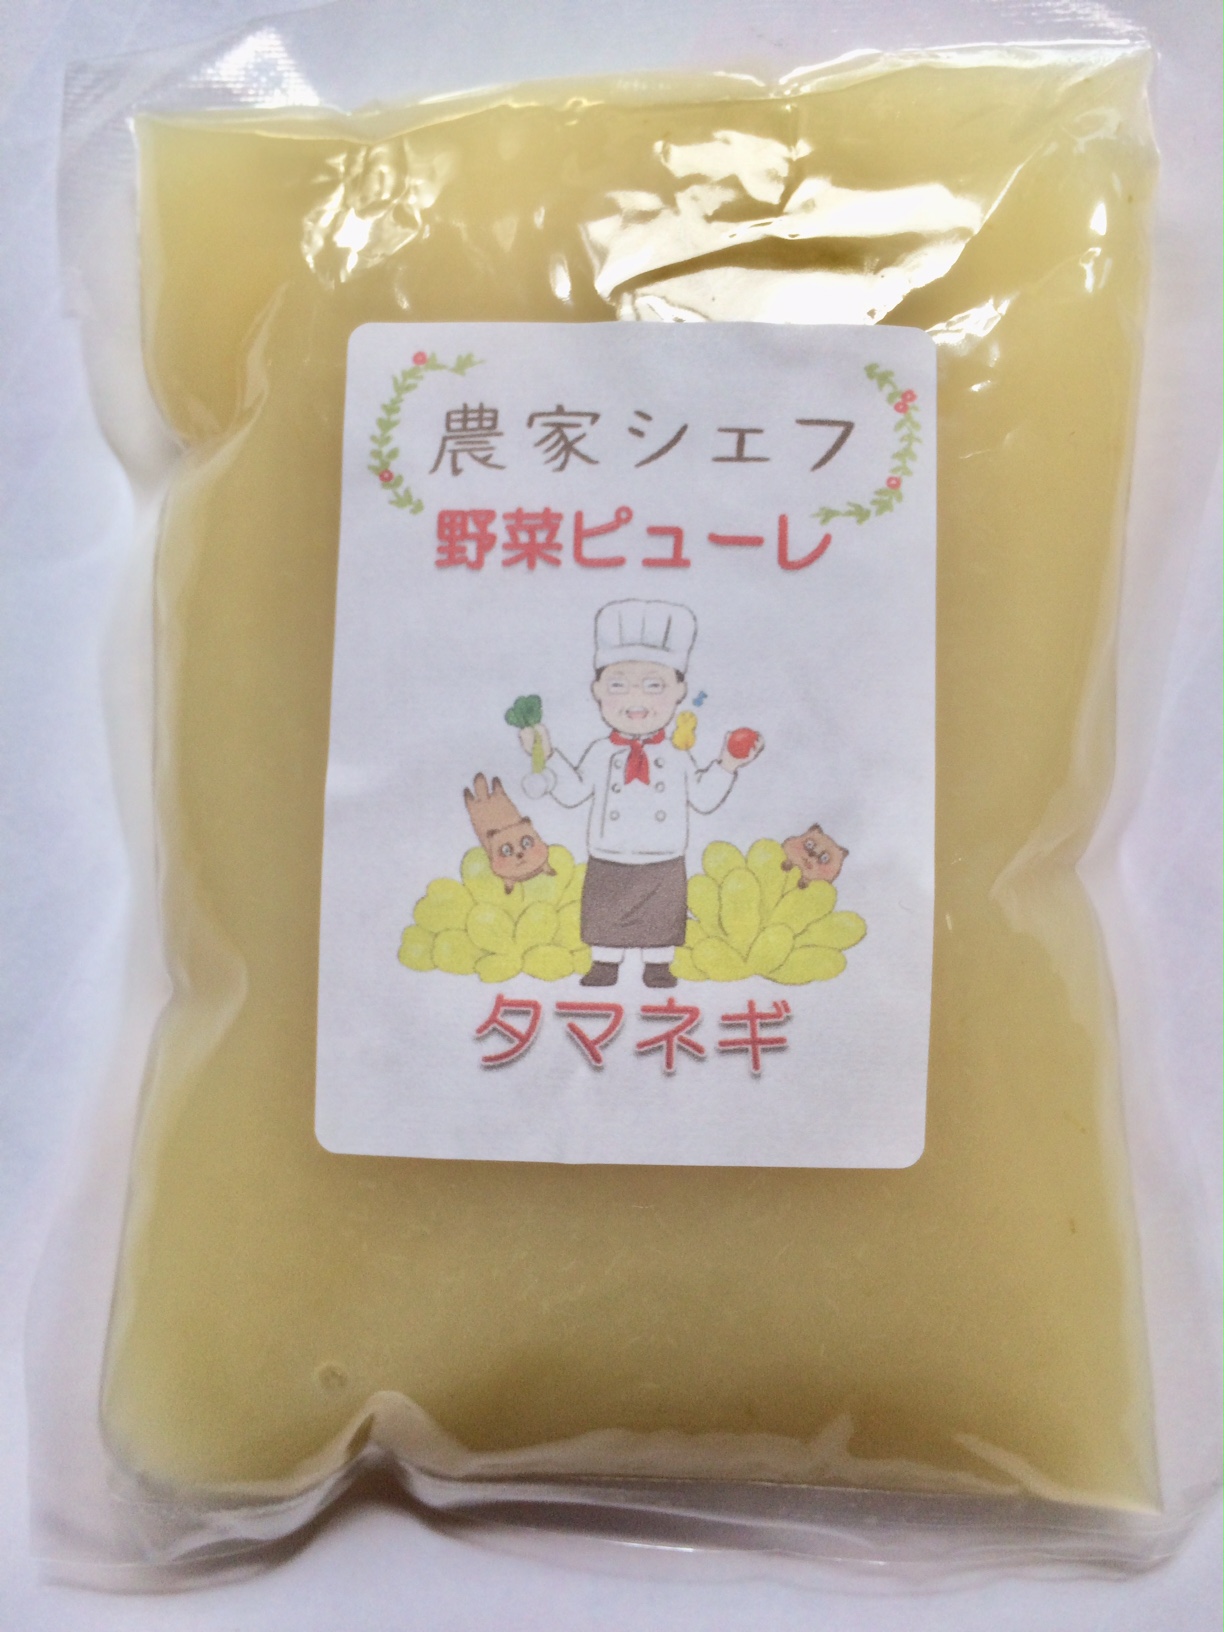 農家シェフ
野菜ピューレ
タマネギ